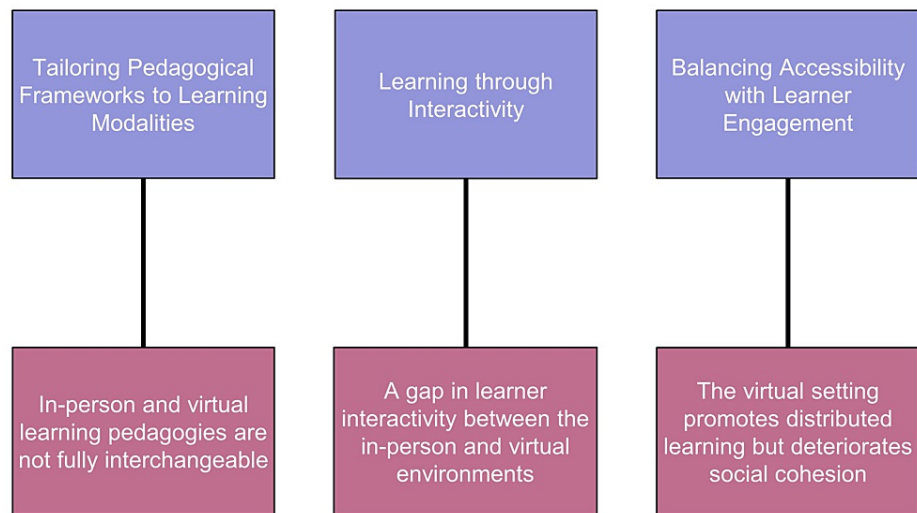 Tailoring Pedagogical
Frameworks to Learning
Modalities
Learning through
Interactivity
Balancing Accessibility
with Learner
Engagement
In-person and virtual
learning pedagogies are
not fully interchangeable
A gap in learner
interactivity between the
in-person and virtual
environments
The virtual setting
promotes distributed
learning but deteriorates
social cohesion